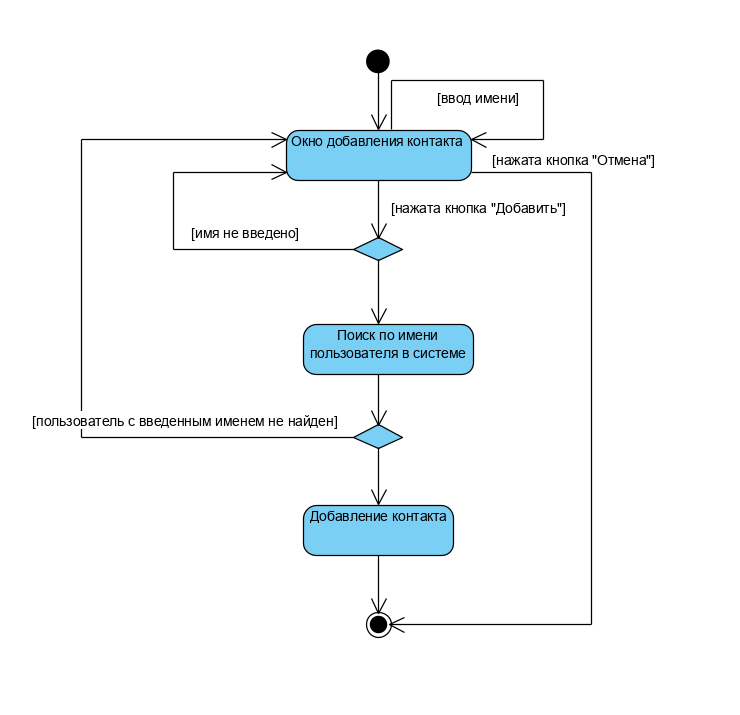 [ввод имени]
Окно добавления контакта
[нажата кнопка "Отмена"]
[нажата кнопка "Добавить"]
[имя не введено]
Поиск по имени
пользователя в системе
[пользователь с введенным именем не найден]
Добавление контакта